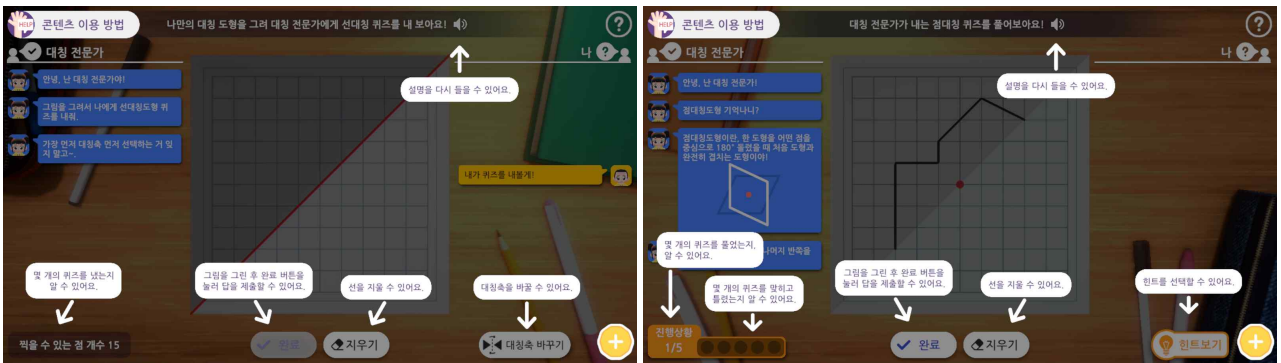 HELP 콘텐츠 이용 방법
나만의 대칭 도형을 그려 대칭 전문가에게 선대칭 퀴즈를 내 보아요!
?
대칭 전문가
나 ?
안녕, 난 대칭 전문가야!
그림을 그려서 나에게 선대칭도형 퀴
즈를 내줘.
가장 먼저 대칭축 먼저 선택하는 거 잊
지 말고~.
설명을 다시 들을 수 있어요.
내가 퀴즈를 내볼게!
몇 개의 퀴즈를 냈는지
알 수 있어요.
그림을 그린 후 완료 버튼을
눌러 답을 제출할 수 있어요.
선을 지울 수 있어요.
대칭축을 바꿀 수 있어요.
찍을 수 있는 점 개수 15
완료
지우기
대칭축 바꾸기
+
HELP 콘텐츠 이용 방법
대칭 전문가가 내는 점대칭 퀴즈를 풀어보아요!
?
대칭 전문가
나 ?
안녕, 난 대칭 전문가!
점대칭도형 기억나니?
점대칭도형이란, 한 도형을 어떤 점을
중심으로 180° 돌렸을 때 처음 도형과
완전히 겹치는 도형이야!
설명을 다시 들을 수 있어요.
나머지 반쪽을
몇 개의 퀴즈를 풀었는지,
알 수 있어요.
몇 개의 퀴즈를 맞히고
틀렸는지 알 수 있어요.
그림을 그린 후 완료 버튼을
눌러 답을 제출할 수 있어요.
선을 지울 수 있어요.
힌트를 선택할 수 있어요.
진행상황
1/5
완료
지우기
힌트보기
+